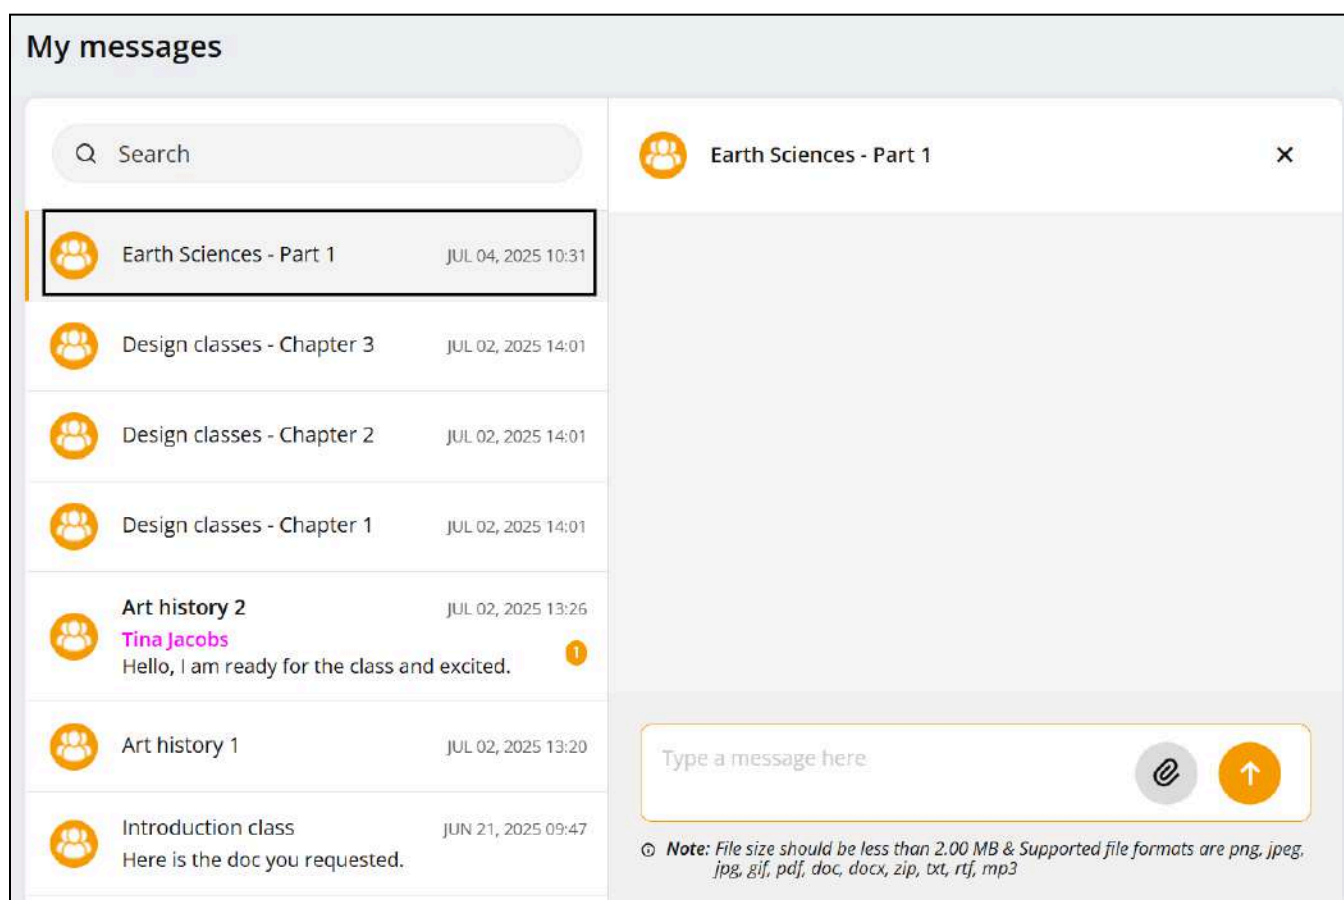 My messages
Search
Earth Sciences - Part 1
JUL 04, 2025 10:31
Design classes - Chapter 3
JUL 02, 2025 14:01
Design classes - Chapter 2
JUL 02, 2025 14:01
Design classes - Chapter 1
JUL 02, 2025 14:01
Art history 2
JUL 02, 2025 13:26
Tina Jacobs
Hello, I am ready for the class and excited.
1
Art history 1
JUL 02, 2025 13:20
Introduction class
JUN 21, 2025 09:47
Here is the doc you requested.
Earth Sciences - Part 1
Type a message here
Note: File size should be less than 2.00 MB & Supported file formats are png, jpeg,
jpg, gif, pdf, doc, docx, zip, txt, rtf, mp3